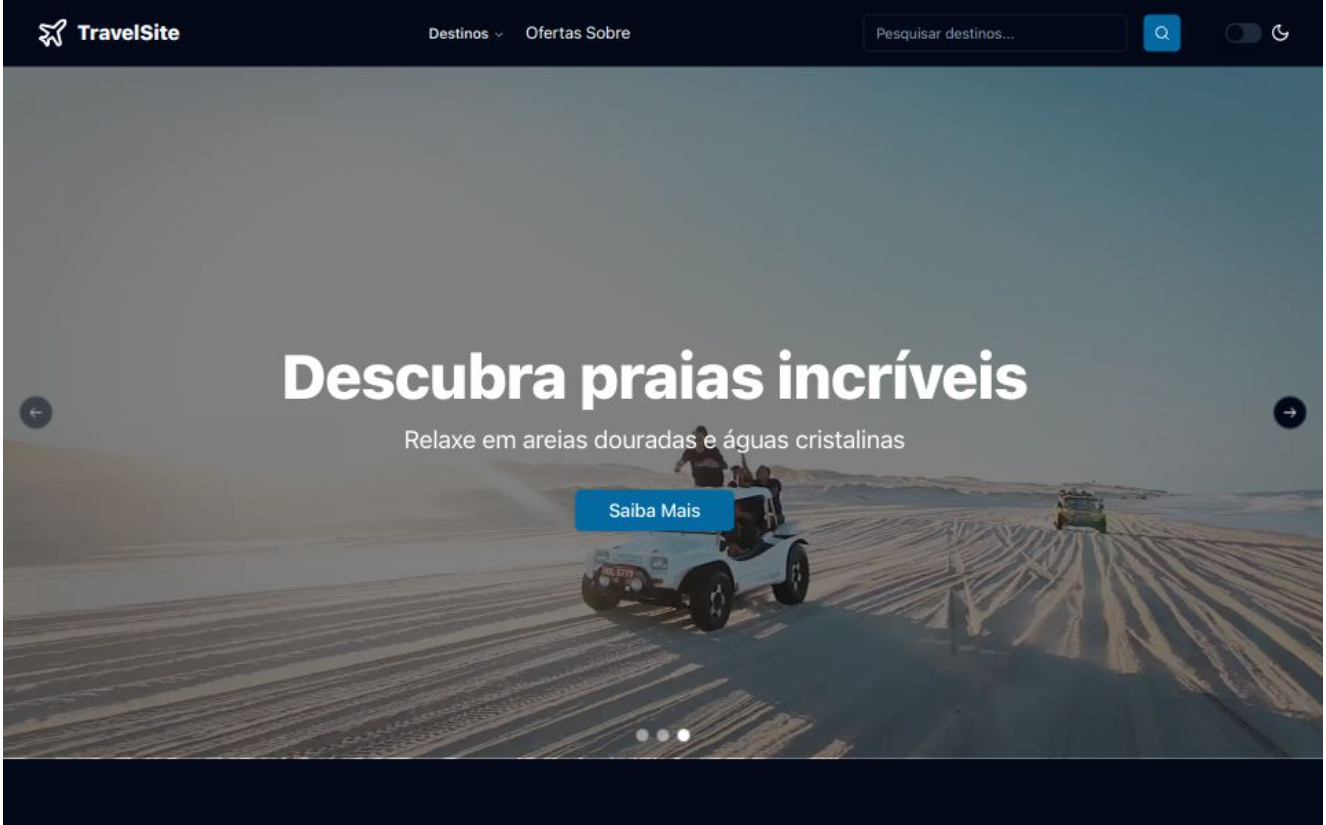 TravelSite
Destinos
Ofertas Sobre
Pesquisar destinos...
Descubra praias incríveis
Relaxe em areias douradas e águas cristalinas
Saiba Mais